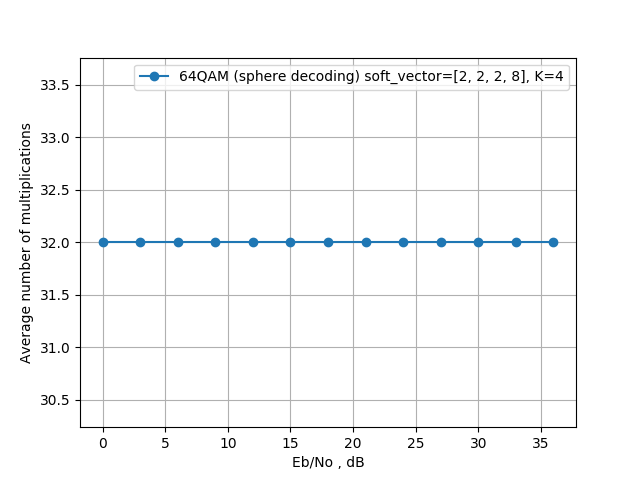 64QAM (sphere decoding) soft_vector=[2, 2, 2, 8], K=4
Average number of multiplications
33.5
33.0
32.5
32.0
31.5
31.0
30.5
0 5 10 15 20 25 30 35
Eb/No , dB